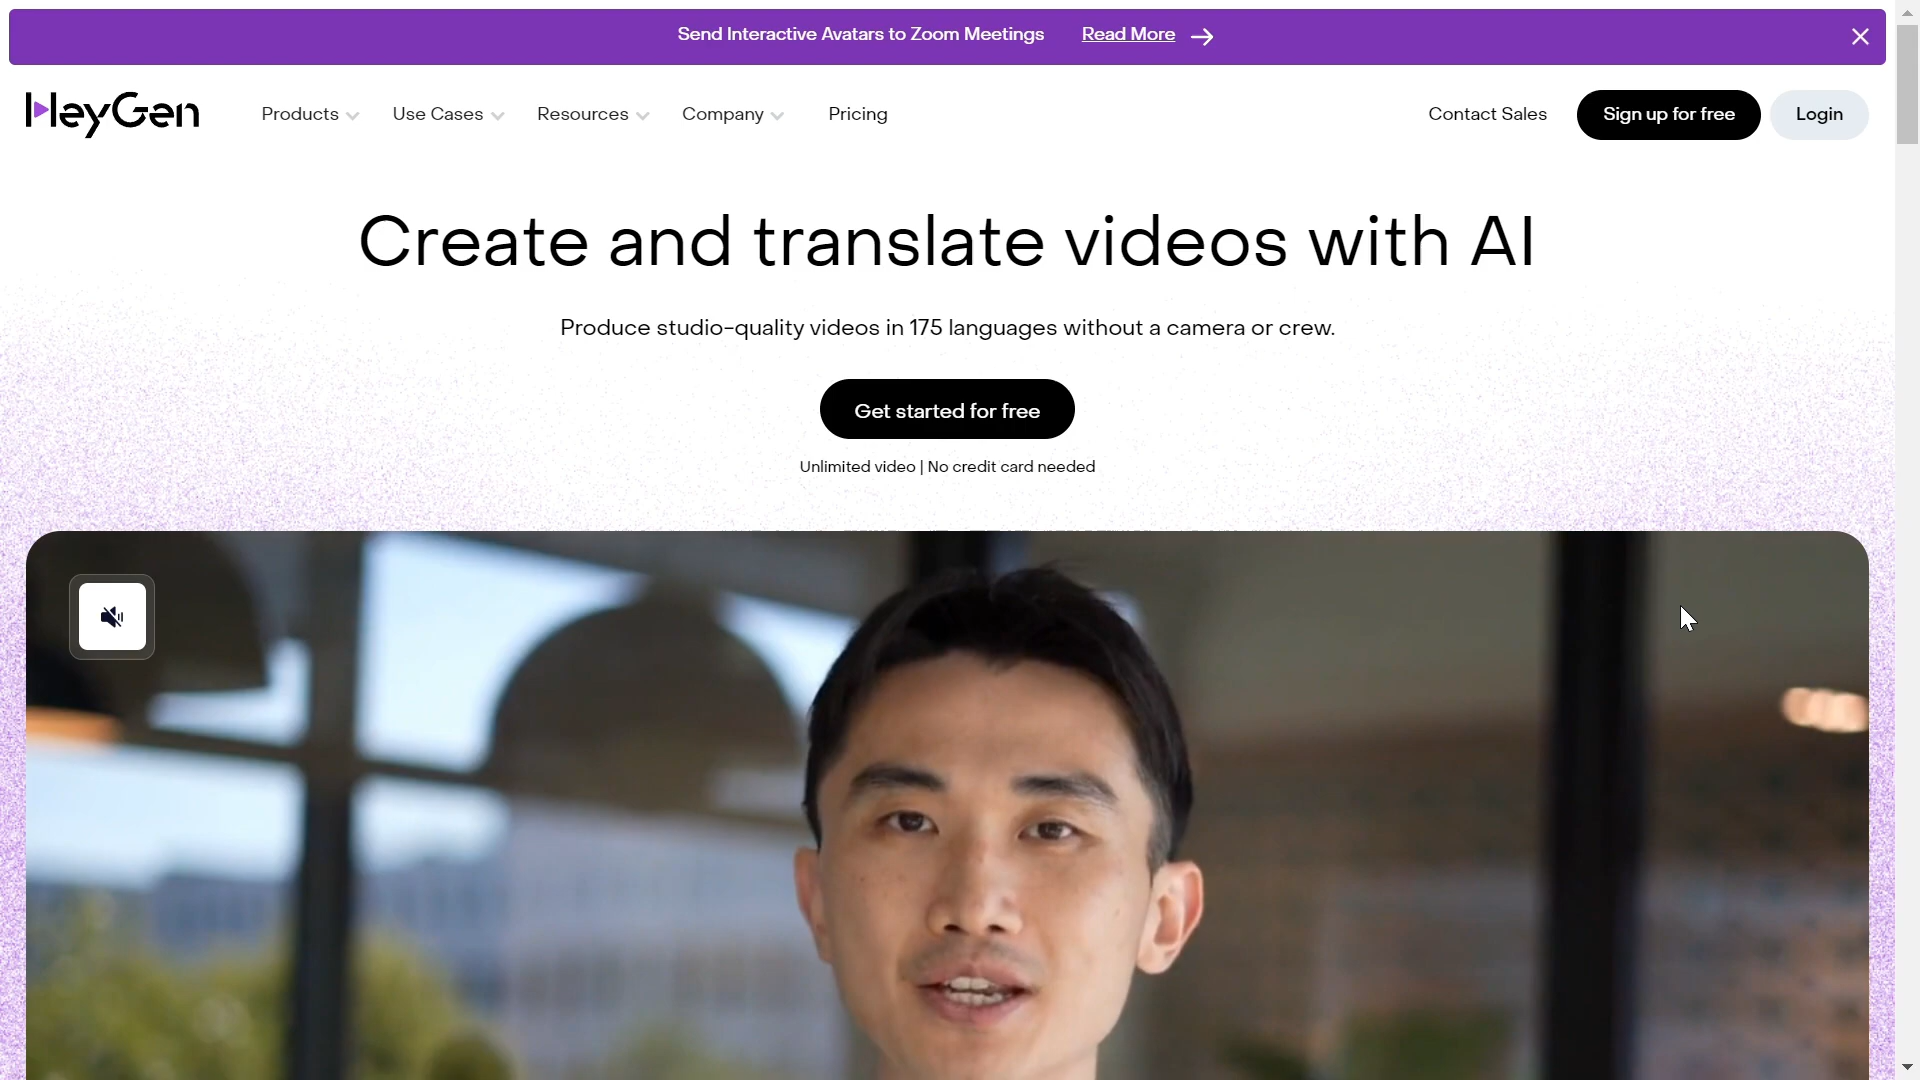 Send Interactive Avatars to Zoom Meetings Read More
HeyGen Products Use Cases Resources Company Pricing Contact Sales Sign up for free Login
Create and translate videos with AI
Produce studio-quality videos in 175 languages without a camera or crew.
Get started for free
Unlimited video | No credit card needed